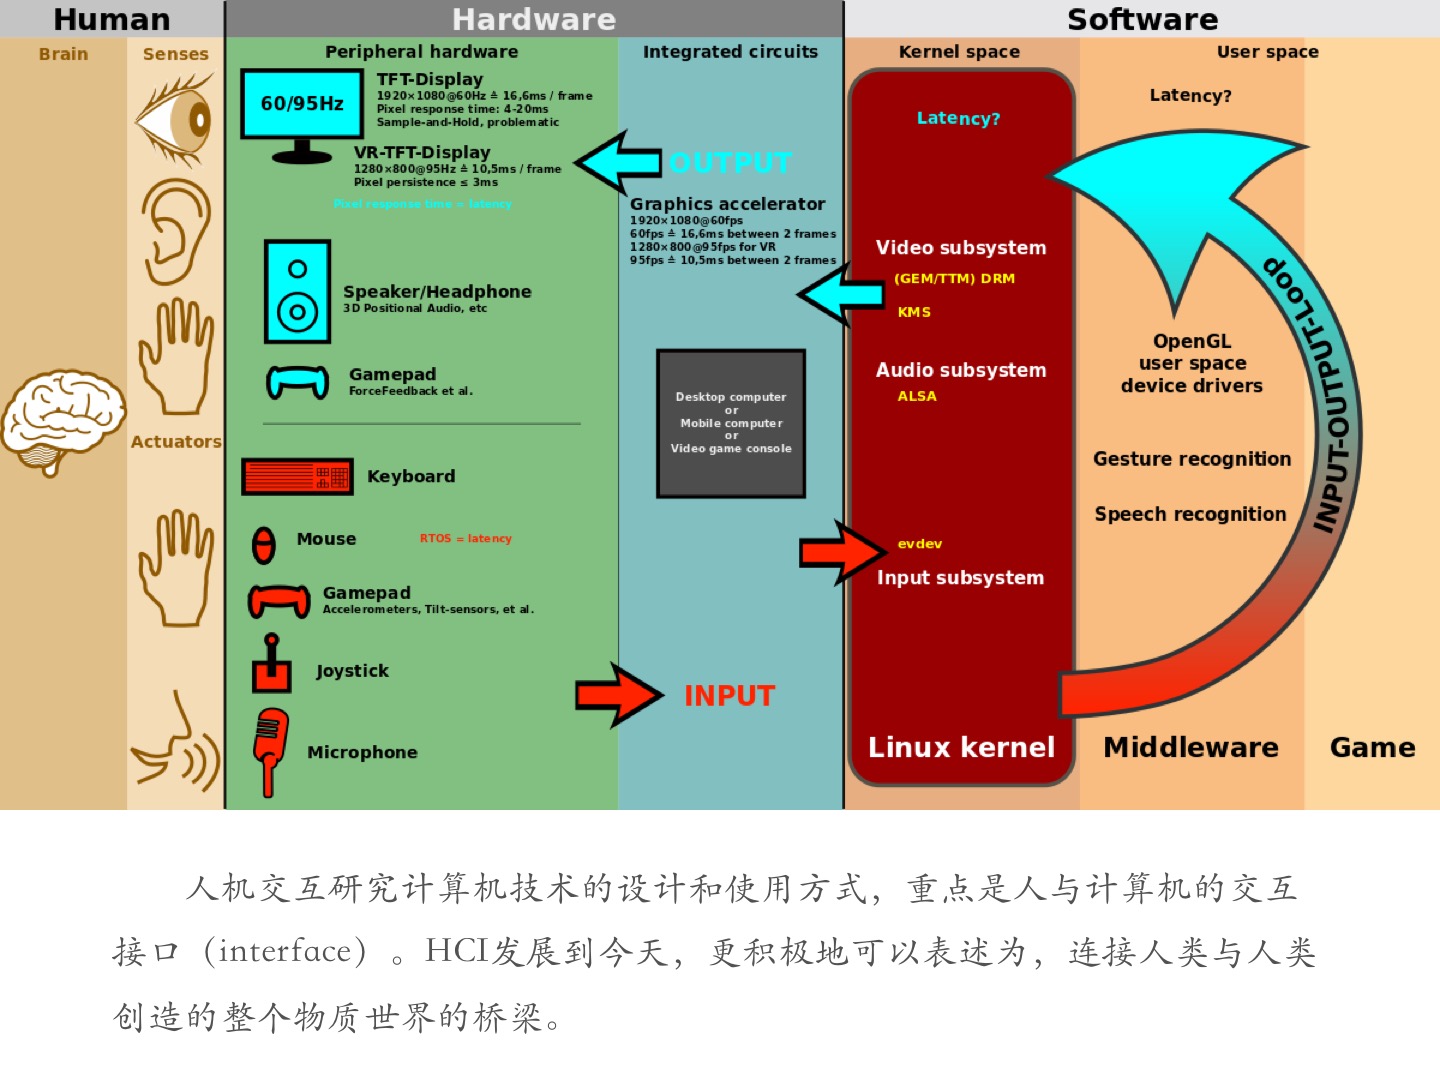 Human
Hardware
Software
Brain
Senses
Peripheral hardware
Integrated circuits
Kernel space
User space
60/95Hz
TFT-Display
1920×1080@60Hz ≙ 16,6ms / frame
Pixel response time: 4-20ms
Sample-and-Hold, problematic
VR-TFT-Display
1280×800@95Hz ≙ 10,5ms / frame
Pixel persistence ≤ 3ms
Pixel response time = latency
OUTPUT
Graphics accelerator
1920×1080@60fps
60fps ≙ 16,6ms between 2 frames
1280×800@95fps for VR
95fps ≙ 10,5ms between 2 frames
Speaker/Headphone
3D Positional Audio, etc
Gamepad
ForceFeedback et al.
Actuators
Keyboard
Mouse
RTOS = latency
Gamepad
Accelerometers, Tilt-sensors, et al.
Joystick
Microphone
Desktop computer
or
Mobile computer
or
Video game console
INPUT
Latency?
Video subsystem
(GEM/TTM) DRM
KMS
Audio subsystem
ALSA
evdev
Input subsystem
Linux kernel
Latency?
OpenGL
user space
device drivers
Gesture recognition
Speech recognition
INPUT-OUTPUT-Loop
Middleware
Game
人机交互研究计算机技术的设计和使用方式，重点是人与计算机的交互
接口（interface）。HCI发展到今天，更积极地可以表述为，连接人类与人类
创造的整个物质世界的桥梁。